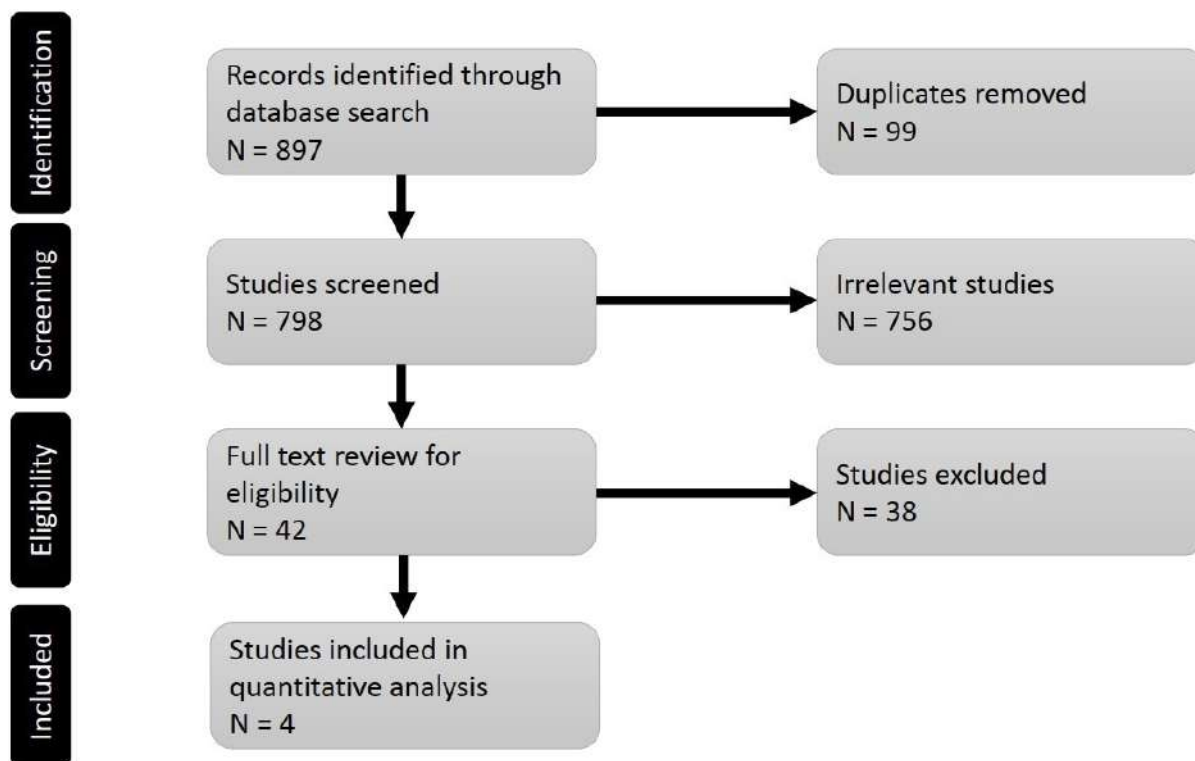 Identification
Records identified through
database search
N = 897
Duplicates removed
N = 99
Screening
Studies screened
N = 798
Irrelevant studies
N = 756
Eligibility
Full text review for
eligibility
N = 42
Studies excluded
N = 38
Included
Studies included in
quantitative analysis
N = 4